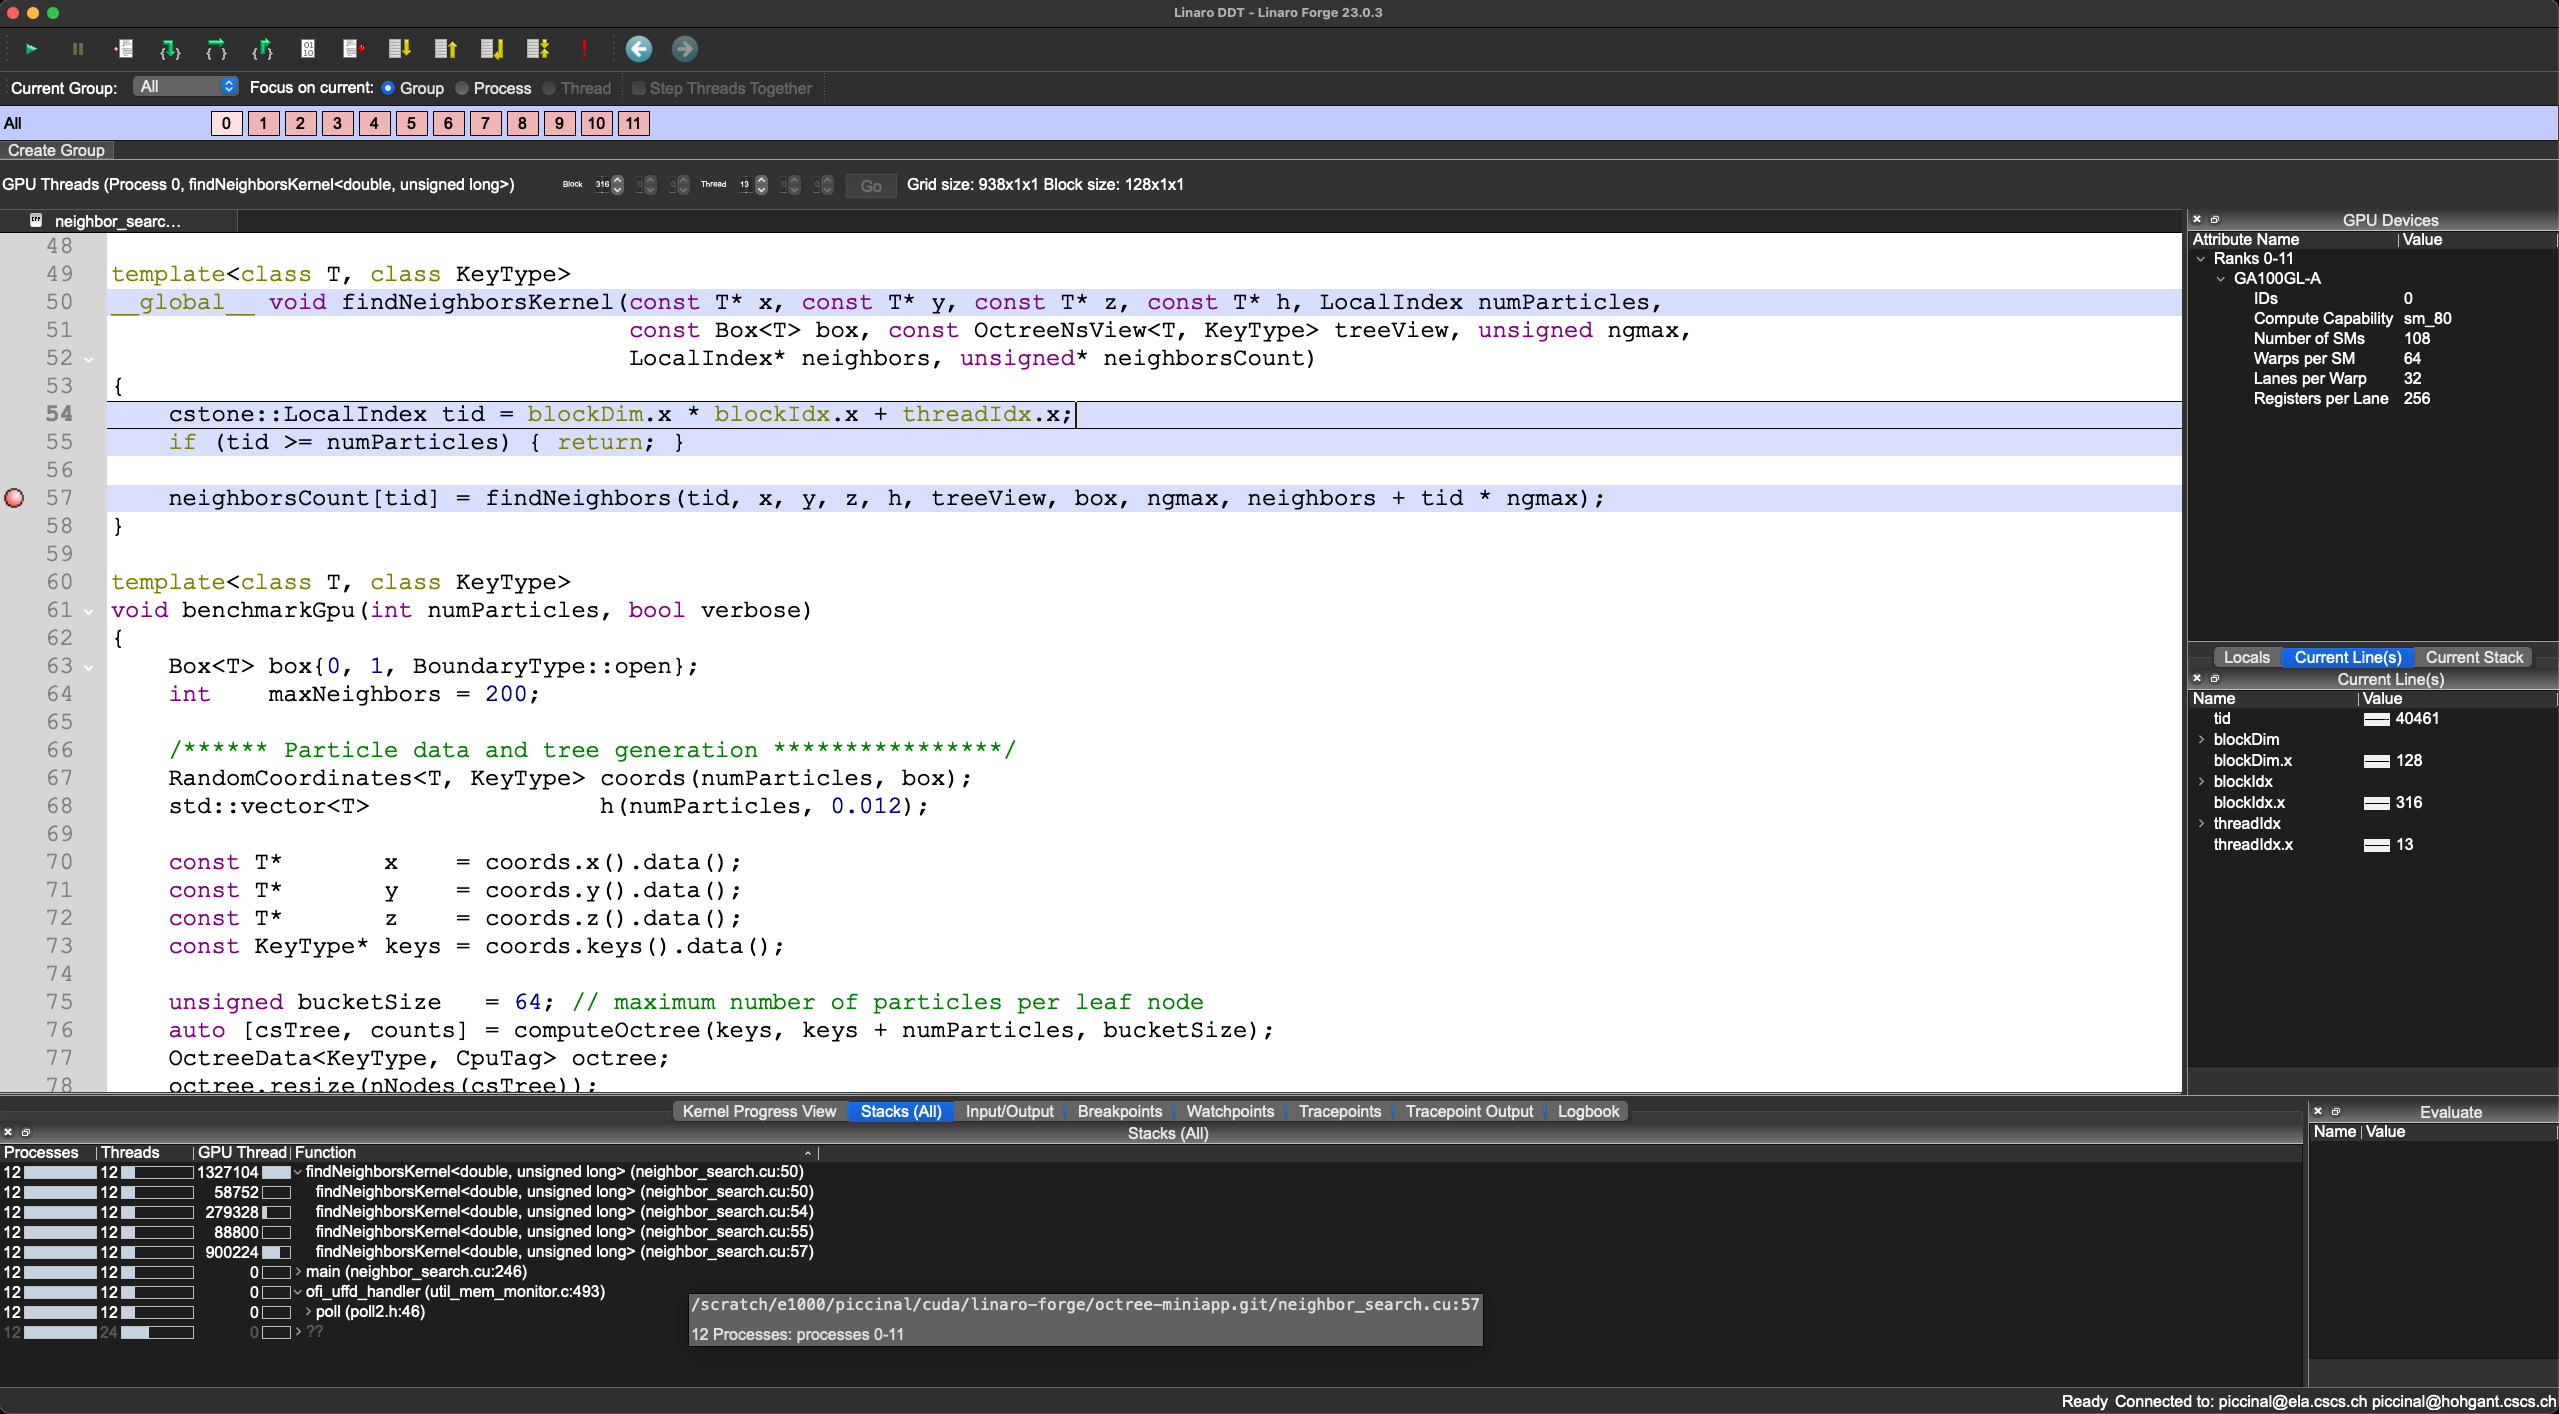 Linaro DDT - Linaro Forge 23.0.3
Current Group: All Focus on current: Group Process Thread Step Threads Together
All 0 1 2 3 4 5 6 7 8 9 10 11
Create Group
GPU Threads (Process 0, findNeighborsKernel<double, unsigned long>) Block 316 0 0 Thread 13 0 0 Go Grid size: 938x1x1 Block size: 128x1x1
neighbor_searc...
48
49 template<class T, class KeyType>
50 __global__ void findNeighborsKernel(const T* x, const T* y, const T* z, const T* h, LocalIndex numParticles,
51 const Box<T> box, const OctreeNsView<T, KeyType> treeView, unsigned ngmax,
52 LocalIndex* neighbors, unsigned* neighborsCount)
53 {
54 cstone::LocalIndex tid = blockDim.x * blockIdx.x + threadIdx.x;
55 if (tid >= numParticles) { return; }
56
57 neighborsCount[tid] = findNeighbors(tid, x, y, z, h, treeView, box, ngmax, neighbors + tid * ngmax);
58 }
59
60 template<class T, class KeyType>
61 void benchmarkGpu(int numParticles, bool verbose)
62 {
63 Box<T> box{0, 1, BoundaryType::open};
64 int maxNeighbors = 200;
65
66 /****** Particle data and tree generation ****************/
67 RandomCoordinates<T, KeyType> coords(numParticles, box);
68 std::vector<T> h(numParticles, 0.012);
69
70 const T* x = coords.x().data();
71 const T* y = coords.y().data();
72 const T* z = coords.z().data();
73 const KeyType* keys = coords.keys().data();
74
75 unsigned bucketSize = 64; // maximum number of particles per leaf node
76 auto [csTree, counts] = computeOctree(keys, keys + numParticles, bucketSize);
77 OctreeData<KeyType, CpuTag> octree;
78 octree.resize(nNodes(csTree));
GPU Devices
Attribute Name Value
Ranks 0-11
GA100GL-A
IDs 0
Compute Capability sm_80
Number of SMs 108
Warps per SM 64
Lanes per Warp 32
Registers per Lane 256
Locals Current Line(s) Current Stack
Current Line(s)
Name Value
tid 40461
blockDim
blockDim.x 128
blockIdx
blockIdx.x 316
threadIdx
threadIdx.x 13
Kernel Progress View Stacks (All) Input/Output Breakpoints Watchpoints Tracepoints Tracepoint Output Logbook
Stacks (All)
Processes Threads GPU Thread Function
12 12 1327104 findNeighborsKernel<double, unsigned long> (neighbor_search.cu:50)
12 12 58752 findNeighborsKernel<double, unsigned long> (neighbor_search.cu:50)
12 12 279328 findNeighborsKernel<double, unsigned long> (neighbor_search.cu:54)
12 12 88800 findNeighborsKernel<double, unsigned long> (neighbor_search.cu:55)
12 12 900224 findNeighborsKernel<double, unsigned long> (neighbor_search.cu:57)
12 12 0 main (neighbor_search.cu:246)
12 12 0 ofi_uffd_handler (util_mem_monitor.c:493)
12 12 0 poll (poll2.h:46)
12 24 0 ??
/scratch/e1000/piccinal/cuda/linaro-forge/octree-miniapp.git/neighbor_search.cu:57
12 Processes: processes 0-11
Evaluate
Name Value
Ready Connected to: piccinal@ela.cscs.ch piccinal@hohgant.cscs.ch